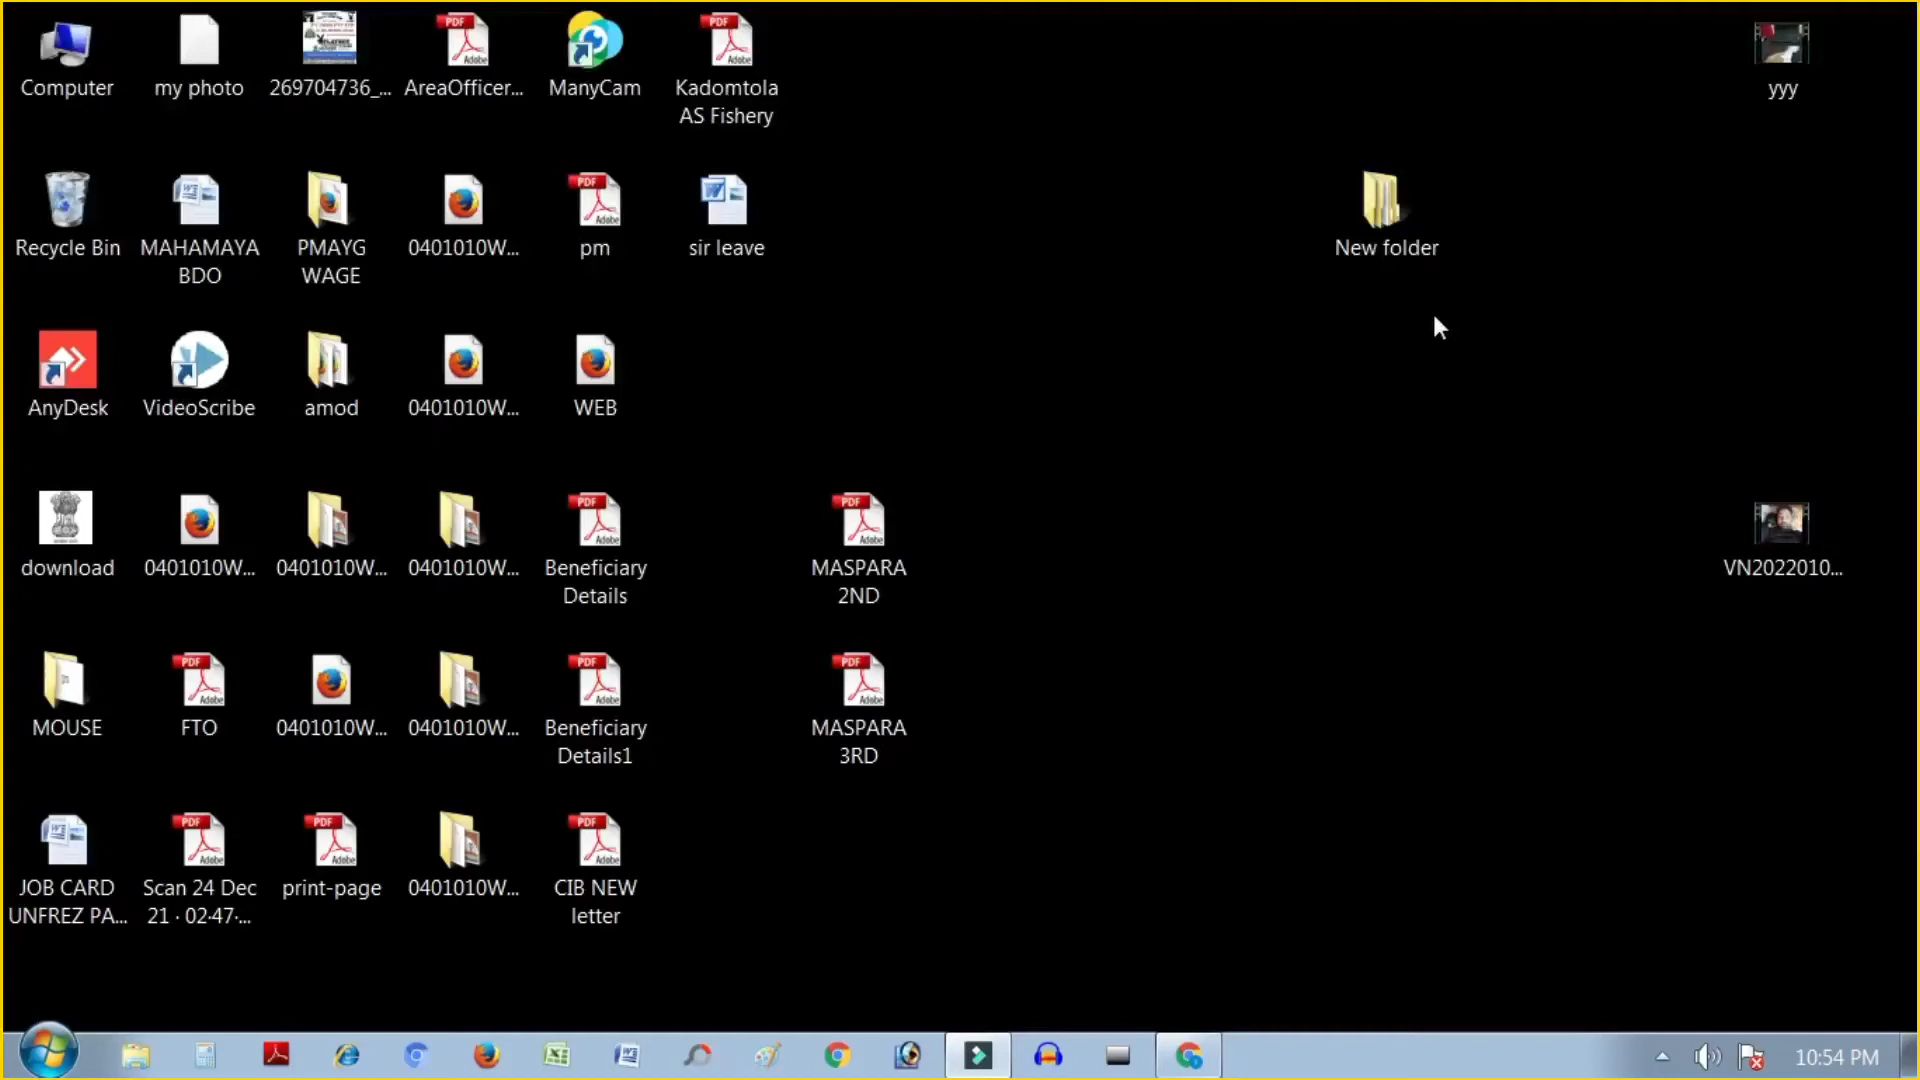 Computer
my photo
269704736_...
AreaOfficer...
ManyCam
Kadomtola
AS Fishery
yyy
Recycle Bin
MAHAMAYA
BDO
PMAYG
WAGE
0401010W...
pm
sir leave
New folder
AnyDesk
VideoScribe
amod
0401010W...
WEB
download
0401010W...
0401010W...
0401010W...
Beneficiary
Details
MASPARA
2ND
VN2022010...
MOUSE
FTO
0401010W...
0401010W...
Beneficiary
Details1
MASPARA
3RD
JOB CARD
UNFREZ PA...
Scan 24 Dec
21 · 02·47·...
print-page
0401010W...
CIB NEW
letter
10:54 PM